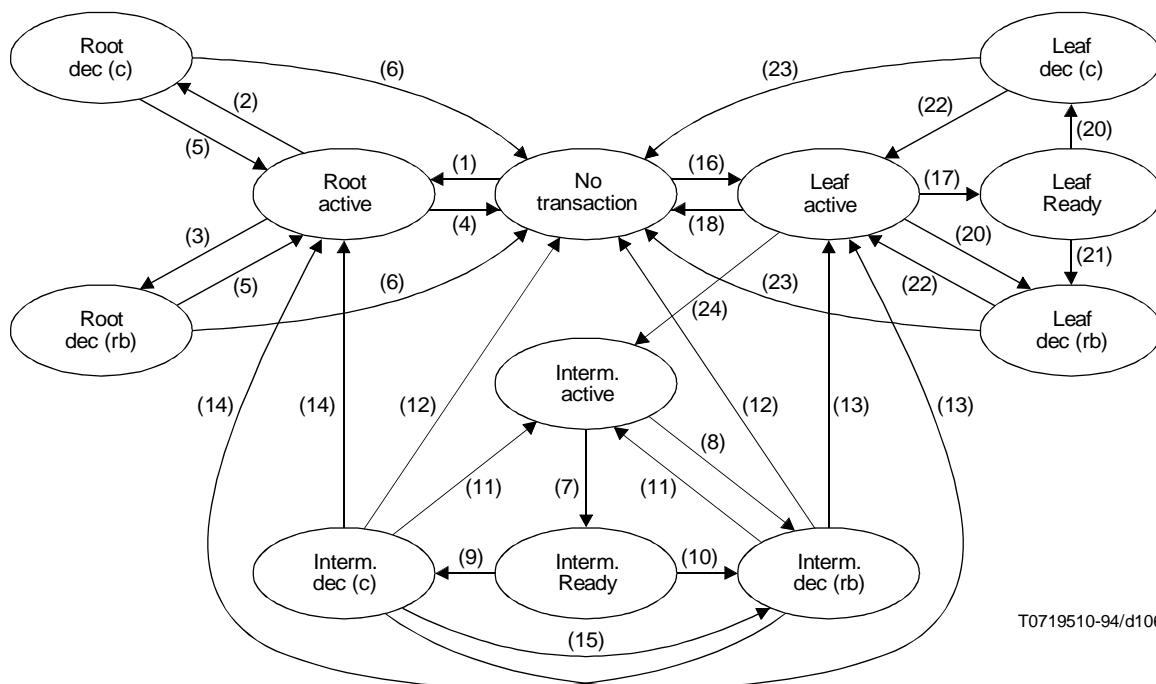 Root
dec (c)
(6)
(23)
Leaf
dec (c)
(2)
(22)
(5)
(20)
Root
active
(1)
(4)
No
transaction
(16)
(18)
Leaf
active
(17)
Leaf
Ready
(3)
(5)
(6)
(20)
(21)
(22)
(23)
Root
dec (rb)
(24)
Leaf
dec (rb)
Interm.
active
(14)
(14)
(12)
(12)
(13)
(13)
(8)
(11)
(7)
(11)
Interm.
dec (c)
(9)
Interm.
Ready
(10)
Interm.
dec (rb)
(15)
T0719510-94/d106